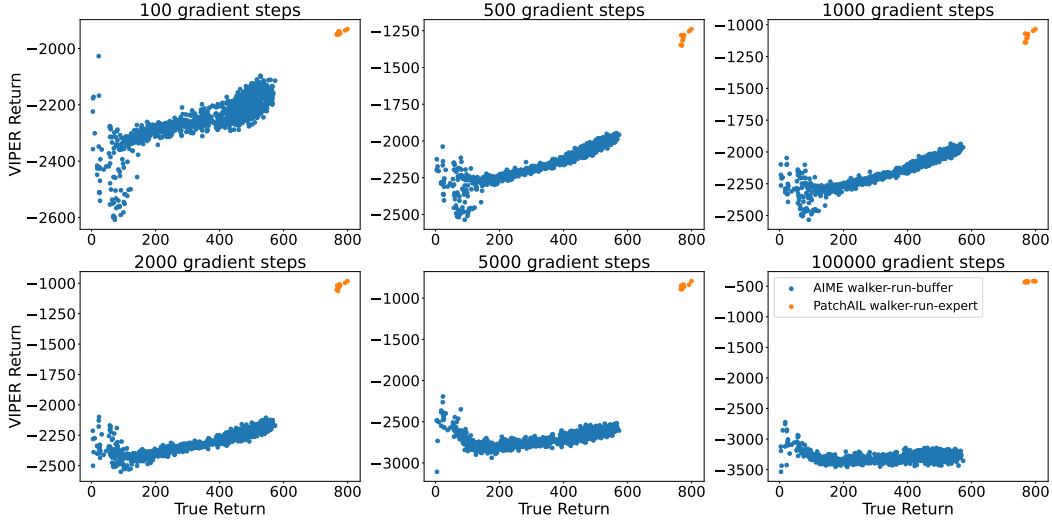 100 gradient steps
500 gradient steps
1000 gradient steps
VIPER Return
−2000
−2200
−2400
−2600
0 200 400 600 800
−1250
−1500
−1750
−2000
−2250
−2500
0 200 400 600 800
−1000
−1250
−1500
−1750
−2000
−2250
−2500
0 200 400 600 800
2000 gradient steps
5000 gradient steps
100000 gradient steps
VIPER Return
−1000
−1250
−1500
−1750
−2000
−2250
−2500
0 200 400 600 800
True Return
−1000
−1500
−2000
−2500
−3000
0 200 400 600 800
True Return
−500
−1000
−1500
−2000
−2500
−3000
−3500
AIME walker-run-buffer
PatchAIL walker-run-expert
0 200 400 600 800
True Return